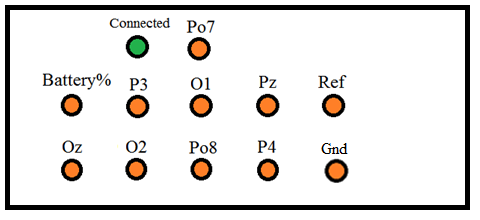 Connected Po7
Battery% P3 O1 Pz Ref
Oz O2 Po8 P4 Gnd